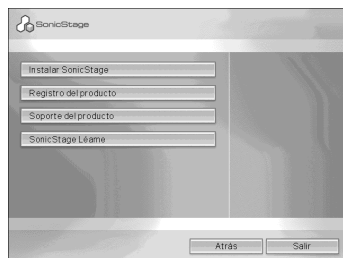 SonicStage
Instalar SonicStage
Registro del producto
Soporte del producto
SonicStage Léame
Atrás
Salir